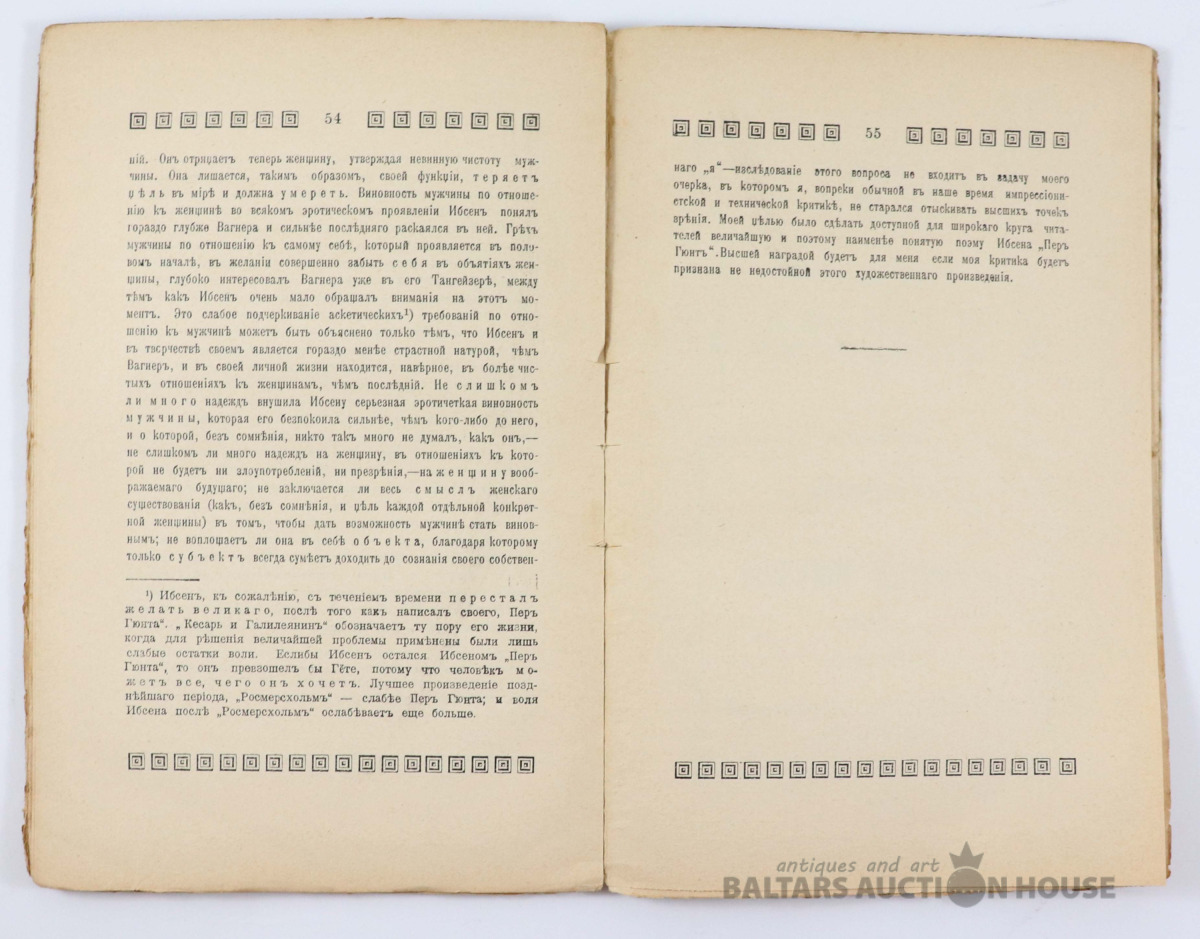 54
ній. Онъ отрицаетъ теперь женщину, утверждая невинную чистоту муж-
чины. Она лишается, такимъ образомъ, своей функціи, теряетъ
цѣль въ мірѣ и должна умереть. Виновность мужчины по отноше-
нію къ женщинѣ во всякомъ эротическомъ проявленіи Ибсенъ понялъ
гораздо глубже Вагнера и сильнѣе послѣдняго раскаялся въ ней. Грѣхъ
мужчины по отношенію къ самому себѣ, который проявляется въ поло-
вомъ началѣ, въ желаніи совершенно забыть себя въ объятіяхъ жен-
щины, глубоко интересовалъ Вагнера уже въ его Тангейзерѣ, между
тѣмъ какъ Ибсенъ очень мало обращалъ вниманія на этотъ мо-
ментъ. Это слабое подчеркиваніе аскетическихъ¹) требованій по отно-
шенію къ мужчинѣ можетъ быть объяснено только тѣмъ, что Ибсенъ и
въ творчествѣ своемъ является гораздо менѣе страстной натурой, чѣмъ
Вагнеръ, и въ своей личной жизни находится, навѣрное, въ болѣе чис-
тыхъ отношеніяхъ къ женщинамъ, чѣмъ послѣдній. Не слишкомъ
ли много надеждъ внушила Ибсену серьезная эротичеткая виновность
мужчины, которая его безпокоила сильнѣе, чѣмъ кого-либо до него,
и о которой, безъ сомнѣнія, никто такъ много не думалъ, какъ онъ,—
не слишкомъ ли много надеждъ на женщину, въ отношеніяхъ къ кото-
рой не будетъ ни злоупотребленій, ни презрѣнія,—на женщину вооб-
ражаемаго будущаго; не заключается ли весь смыслъ женскаго
существованія (какъ, безъ сомнѣнія, и цѣль каждой отдѣльной конкрет-
ной женщины) въ томъ, чтобы дать возможность мужчинѣ стать винов-
нымъ; не воплощаетъ ли она въ себѣ объекта, благодаря которому
только субъектъ всегда сумѣетъ доходить до сознанія своего собствен-
¹) Ибсенъ, къ сожалѣнію, съ теченіемъ времени пересталъ
желать великаго, послѣ того какъ написалъ своего, Перъ
Гюнта“. „Кесарь и Галилеянинъ“ обозначаетъ ту пору его жизни,
когда для рѣшенія величайшей проблемы примѣнены были лишь
слабые остатки воли. Еслибы Ибсенъ остался Ибсеномъ „Перъ
Гюнта“, то онъ превзошелъ бы Гёте, потому что человѣкъ мо-
жетъ все, чего онъ хочетъ. Лучшее произведеніе позд-
нѣйшаго періода, „Росмерсхольмъ“ — слабѣе Перъ Гюнта; и воля
Ибсена послѣ „Росмерсхольмъ“ ослабѣваетъ еще больше.
55
наго „я“—изслѣдованіе этого вопроса не входитъ въ задачу моего
очерка, въ которомъ я, вопреки обычной въ наше время импрессіони-
стской и технической критикѣ, не старался отыскивать высшихъ точекъ
зрѣнія. Моей цѣлью было сдѣлать доступной для широкаго круга чита-
телей величайшую и поэтому наименѣе понятую поэму Ибсена „Перъ
Гюнтъ“. Высшей наградой будетъ для меня если моя критика будетъ
признана не недостойной этого художественнаго произведенія.
antiques and art
BALTARS AUCTION HOUSE